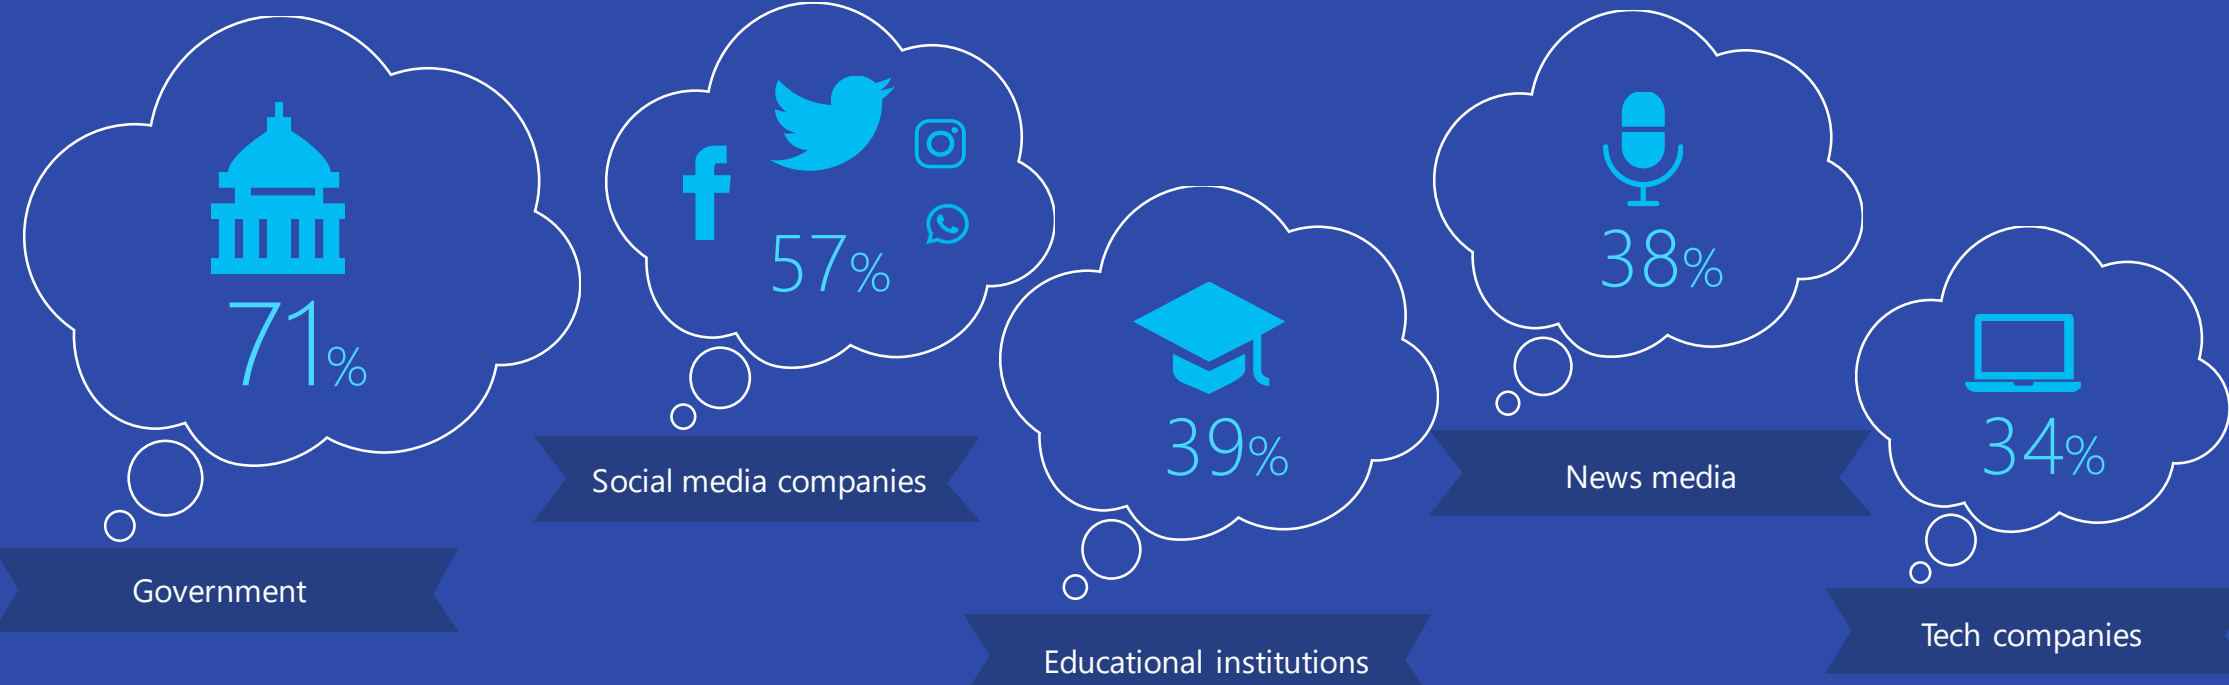 71%
Government
57%
Social media companies
39%
Educational institutions
38%
News media
34%
Tech companies